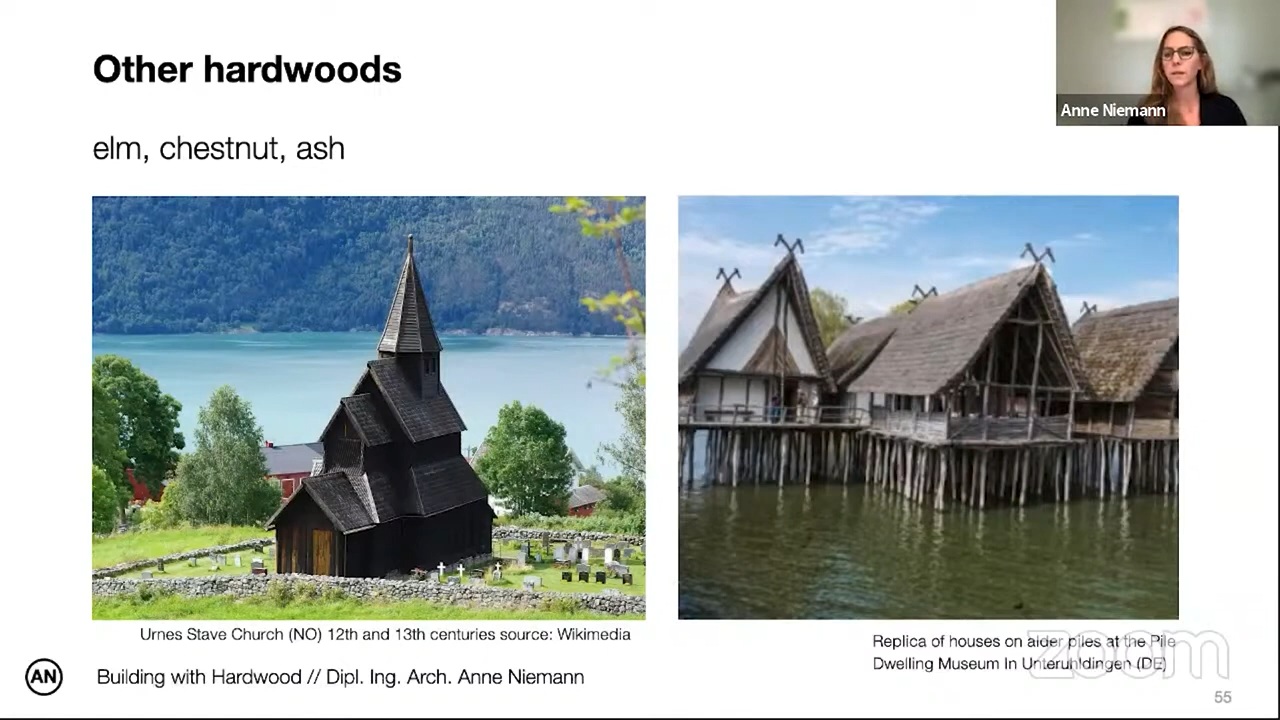 Other hardwoods
Anne Niemann
elm, chestnut, ash
Urnes Stave Church (NO) 12th and 13th centuries source: Wikimedia
Replica of houses on alder piles at the Pile
Dwelling Museum In Unteruhldingen (DE)
zoom
AN
Building with Hardwood // Dipl. Ing. Arch. Anne Niemann
55